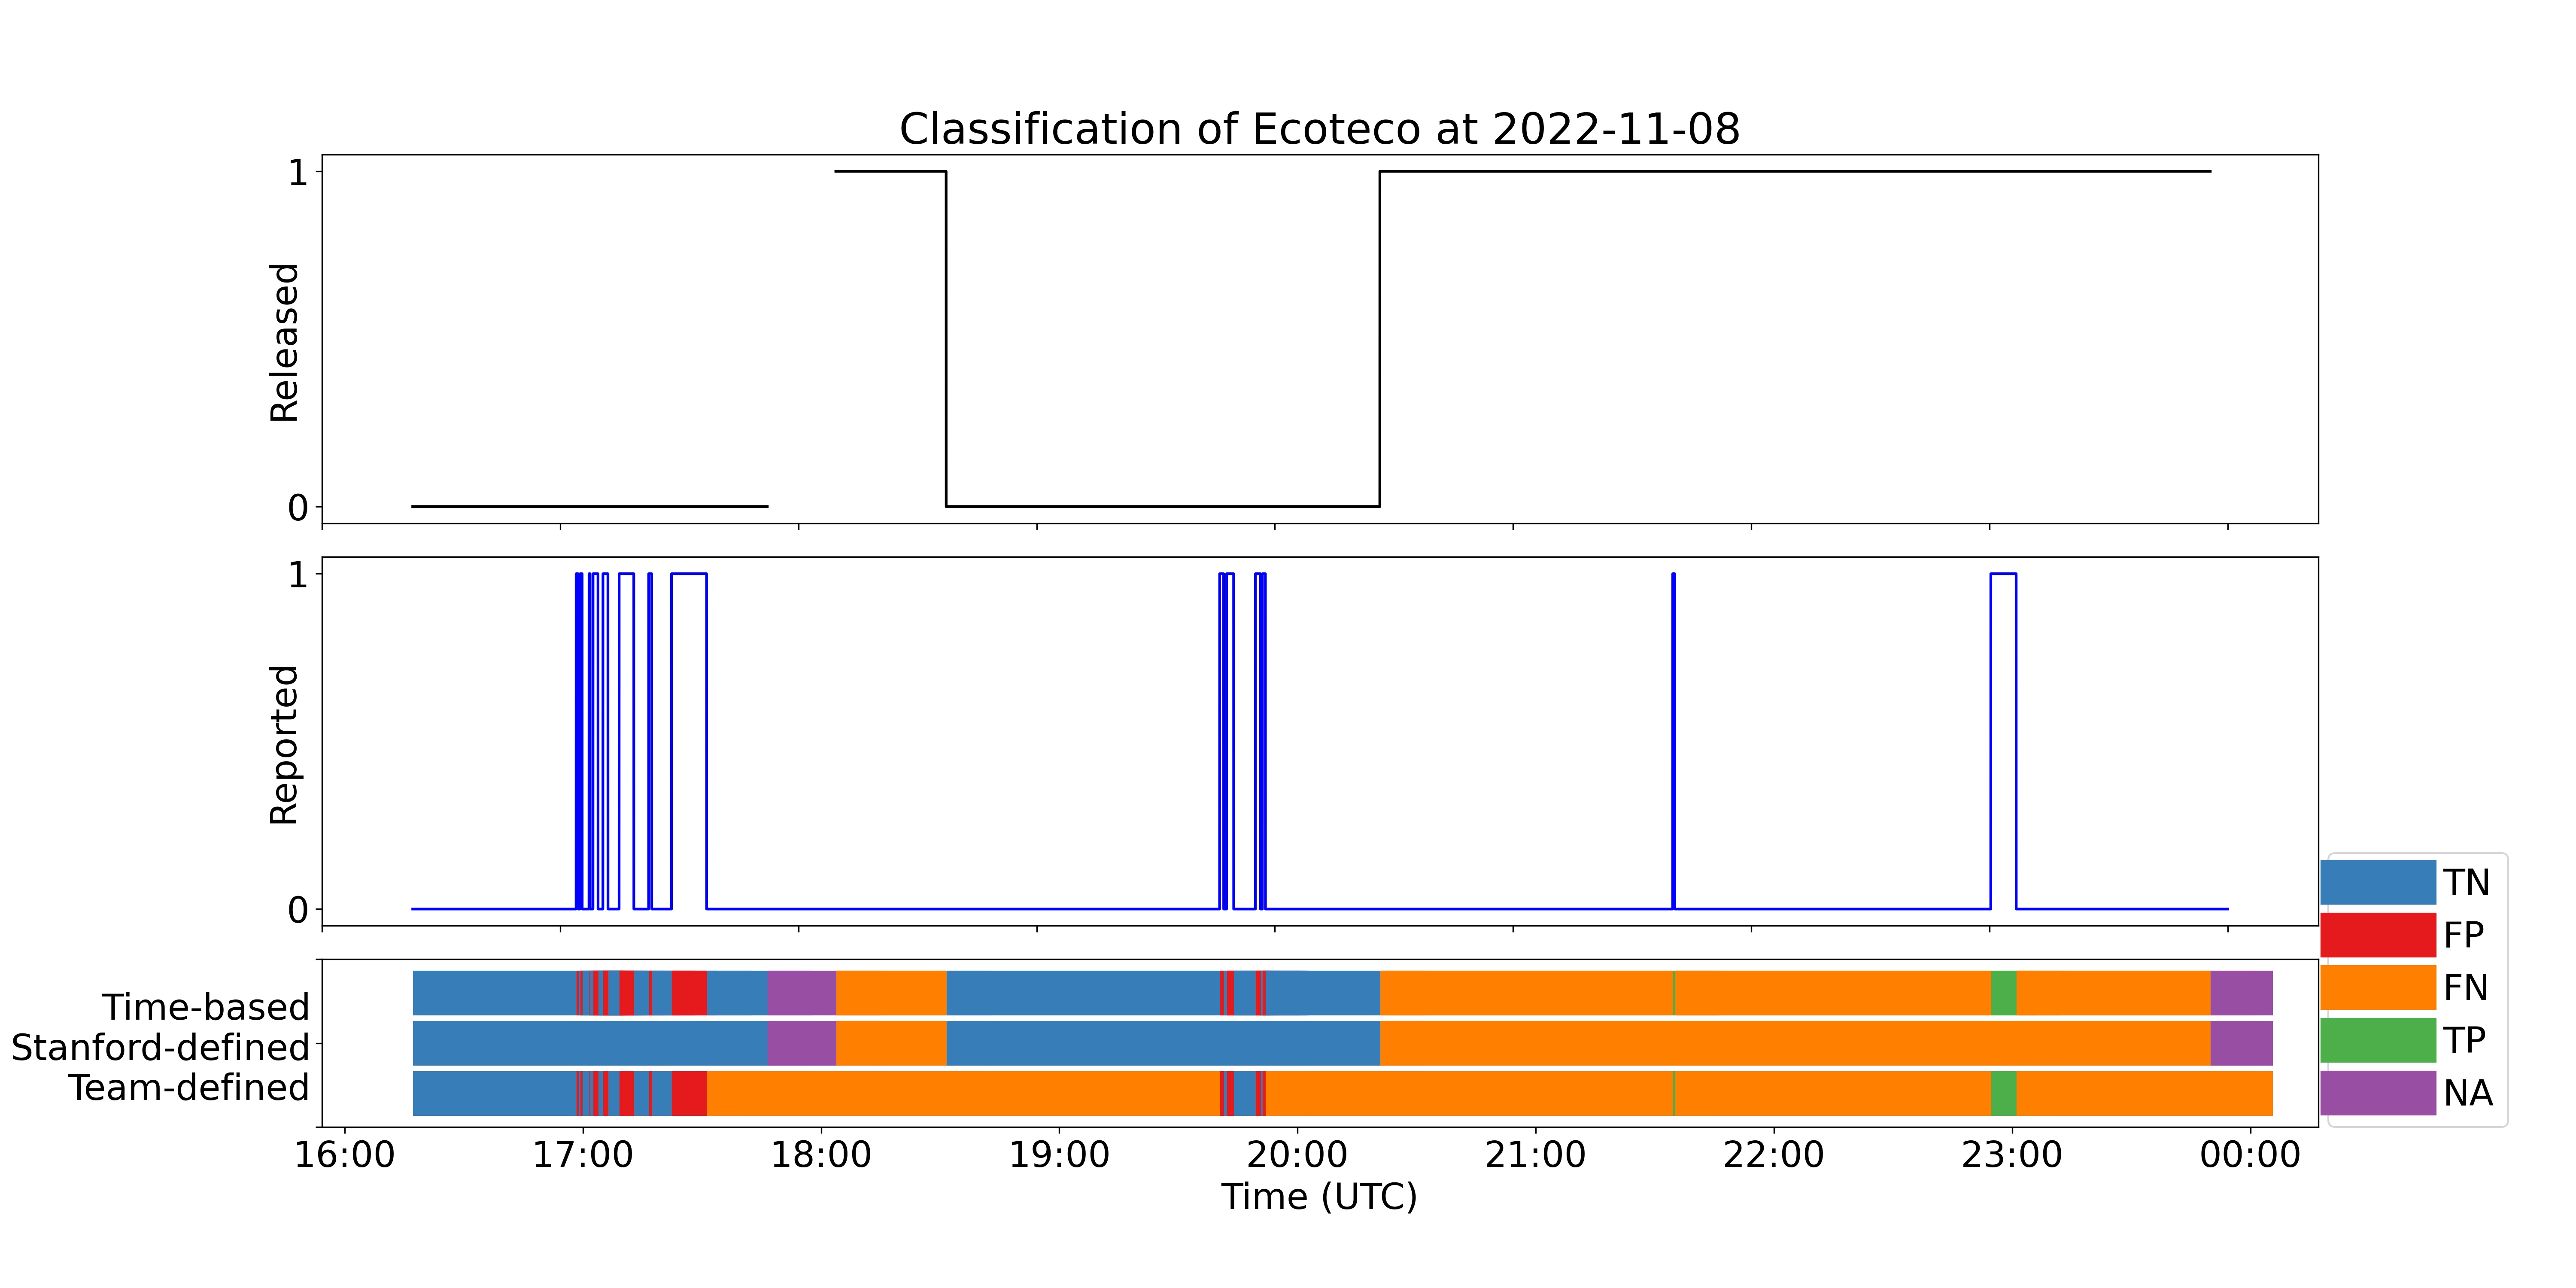 Classification of Ecoteco at 2022-11-08
1
Released
0
1
Reported
0
TN
FP
FN
TP
NA
Time-based
Stanford-defined
Team-defined
16:00 17:00 18:00 19:00 20:00 21:00 22:00 23:00 00:00
Time (UTC)